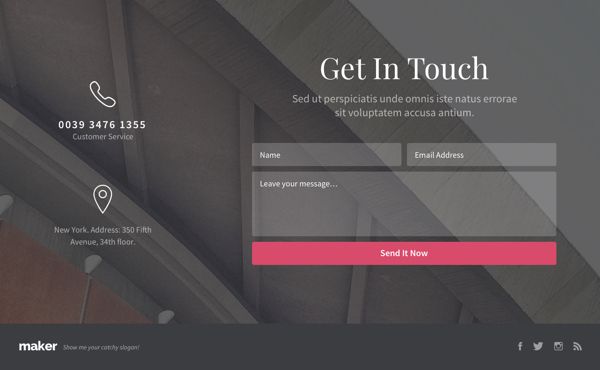 Get In Touch
Sed ut perspiciatis unde omnis iste natus errorae
sit voluptatem accusa antium.
0039 3476 1355
Customer Service
New York. Address: 350 Fifth
Avenue, 34th floor.
Name
Email Address
Leave your message...
Send It Now
maker
Show me your catchy slogan!